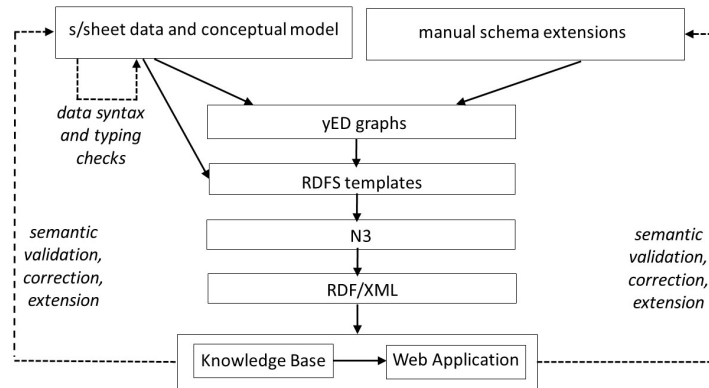 s/sheet data and conceptual model
manual schema extensions
data syntax
and typing
checks
yED graphs
RDFS templates
N3
RDF/XML
semantic
validation,
correction,
extension
semantic
validation,
correction,
extension
Knowledge Base
Web Application